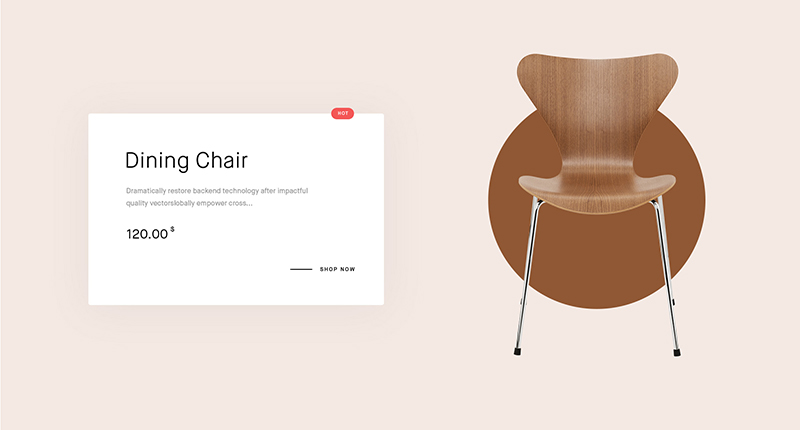 HOT
Dining Chair
Dramatically restore backend technology after impactful
quality vectorslobally empower cross...
120.00 $
SHOP NOW